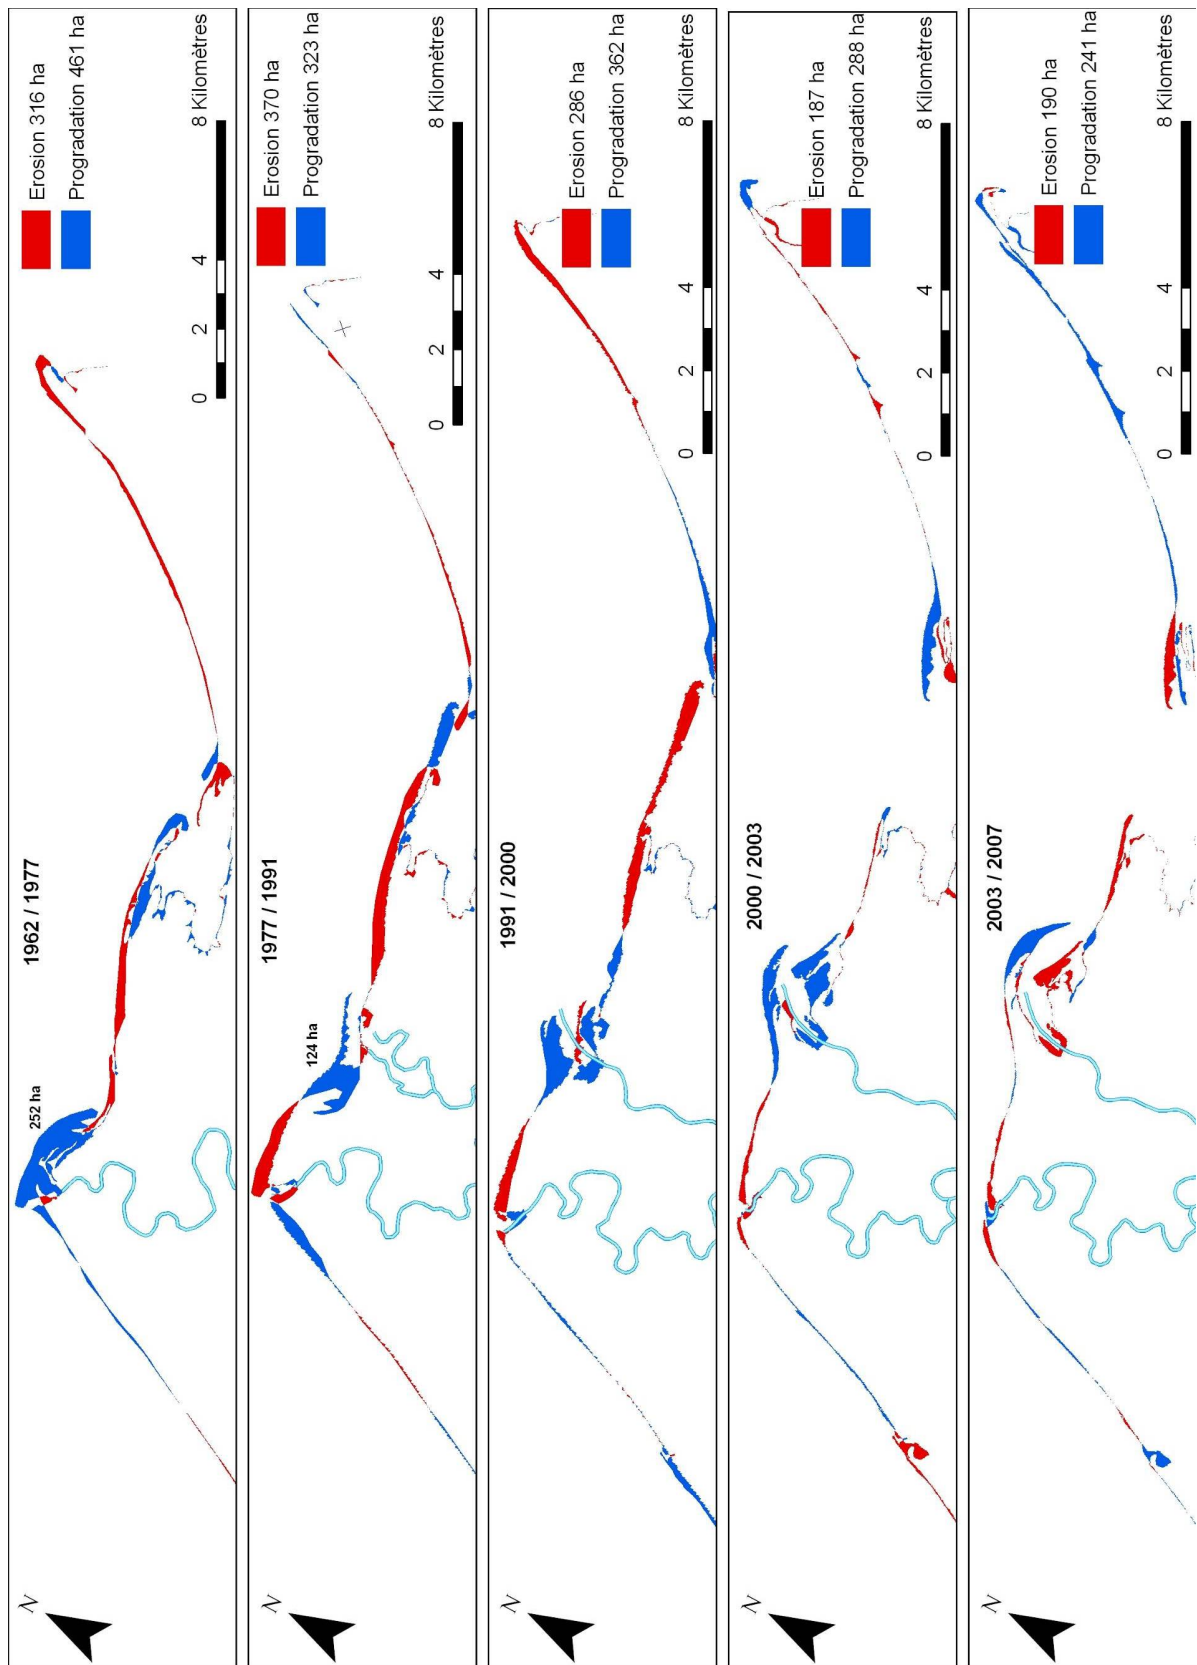 1962 / 1977
252 ha
Erosion 316 ha
Progradation 461 ha
0 2 4 8 Kilomètres
N
1977 / 1991
124 ha
Erosion 370 ha
Progradation 323 ha
0 2 4 8 Kilomètres
N
1991 / 2000
Erosion 286 ha
Progradation 362 ha
0 2 4 8 Kilomètres
N
2000 / 2003
Erosion 187 ha
Progradation 288 ha
0 2 4 8 Kilomètres
N
2003 / 2007
Erosion 190 ha
Progradation 241 ha
0 2 4 8 Kilomètres
N